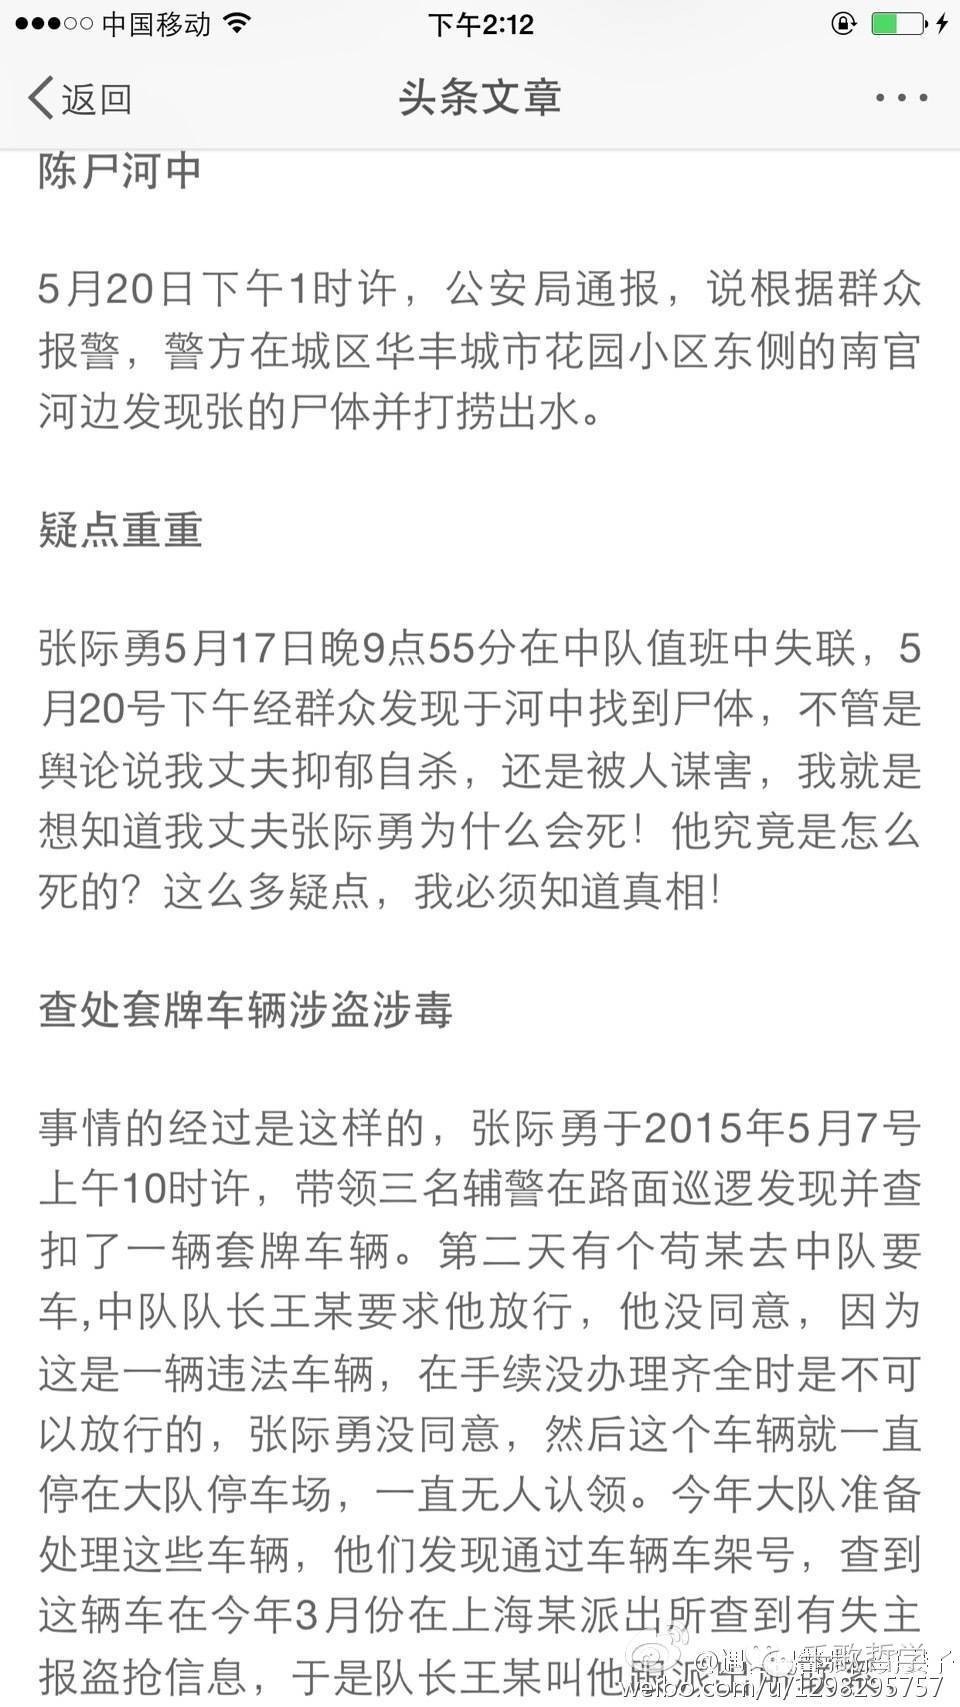 中国移动 下午2:12
返回 头条文章
陈尸河中
5月20日下午1时许，公安局通报，说根据群众
报警，警方在城区华丰城市花园小区东侧的南官
河边发现张的尸体并打捞出水。
疑点重重
张际勇5月17日晚9点55分在中队值班中失联，5
月20号下午经群众发现于河中找到尸体，不管是
舆论说我丈夫抑郁自杀，还是被人谋害，我就是
想知道我丈夫张际勇为什么会死！他究竟是怎么
死的？这么多疑点，我必须知道真相！
查处套牌车辆涉盗涉毒
事情的经过是这样的，张际勇于2015年5月7号
上午10时许，带领三名辅警在路面巡逻发现并查
扣了一辆套牌车辆。第二天有个苟某去中队要
车,中队队长王某要求他放行，他没同意，因为
这是一辆违法车辆，在手续没办理齐全时是不可
以放行的，张际勇没同意，然后这个车辆就一直
停在大队停车场，一直无人认领。今年大队准备
处理这些车辆，他们发现通过车辆车架号，查到
这辆车在今年3月份在上海某派出所查到有失主
报盗抢信息，于是队长王某叫他
weibo.com/u/1298295757